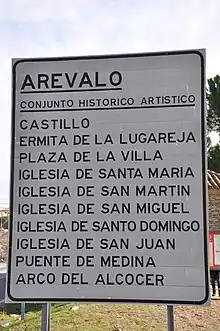 AREVALO
CONJUNTO HISTORICO ARTISTICO
CASTILLO
ERMITA DE LA LUGAREJA
PLAZA DE LA VILLA
IGLESIA DE SANTA MARIA
IGLESIA DE SAN MARTIN
IGLESIA DE SAN MIGUEL
IGLESIA DE SANTO DOMINGO
IGLESIA DE SAN JUAN
PUENTE DE MEDINA
ARCO DEL ALCOCER